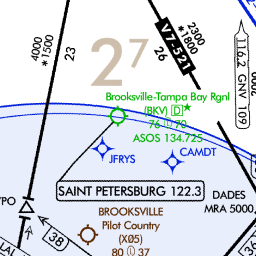 4000
*1500
23
27
V7-521
2300
*1800
26
116.2 GNV 109
Brooksville-Tampa Bay Rgnl
(BKV) D
76 70
ASOS 134.725
JFRYS
CAMDT
SAINT PETERSBURG 122.3
DADES
MRA 5000
BROOKSVILLE
Pilot Country
(X05)
80 37
38
36